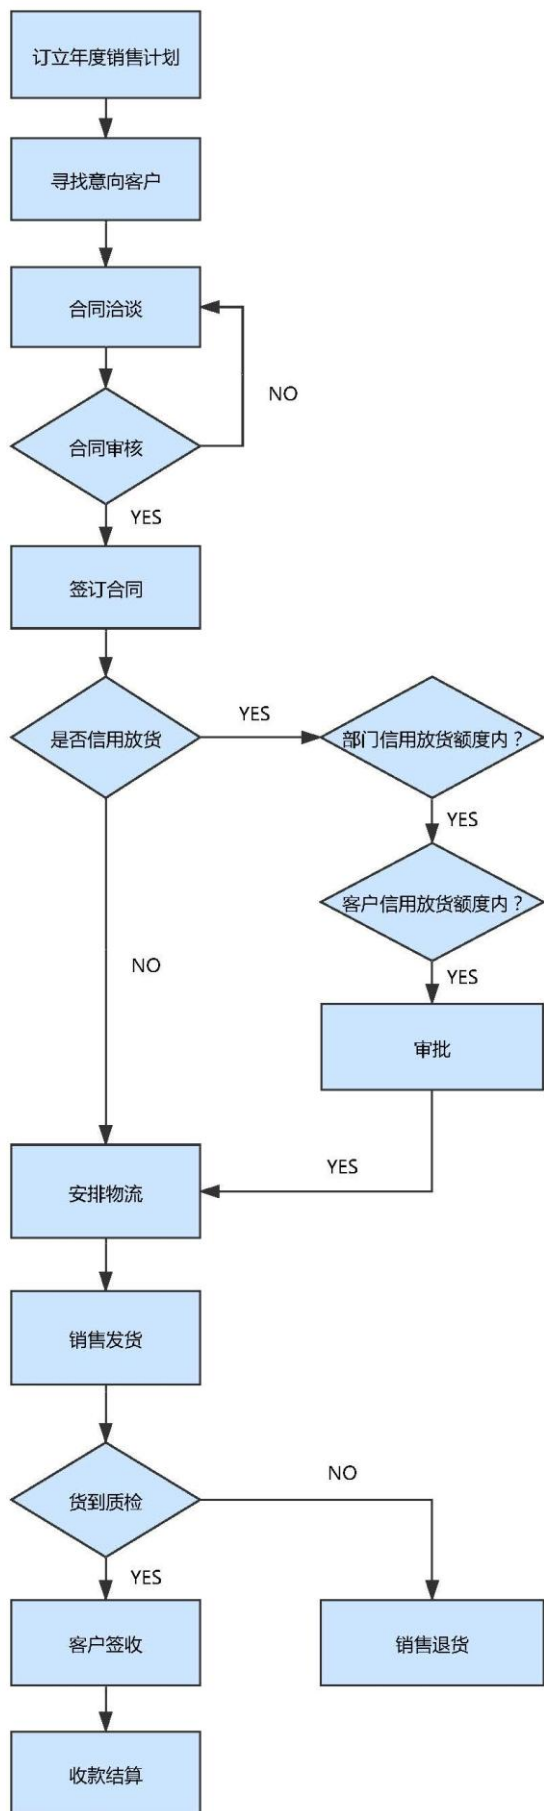 订立年度销售计划
寻找意向客户
合同洽谈
NO
合同审核
YES
签订合同
是否信用放货
YES
部门信用放货额度内？
YES
客户信用放货额度内？
YES
NO
审批
YES
安排物流
销售发货
货到质检
NO
YES
客户签收
销售退货
收款结算